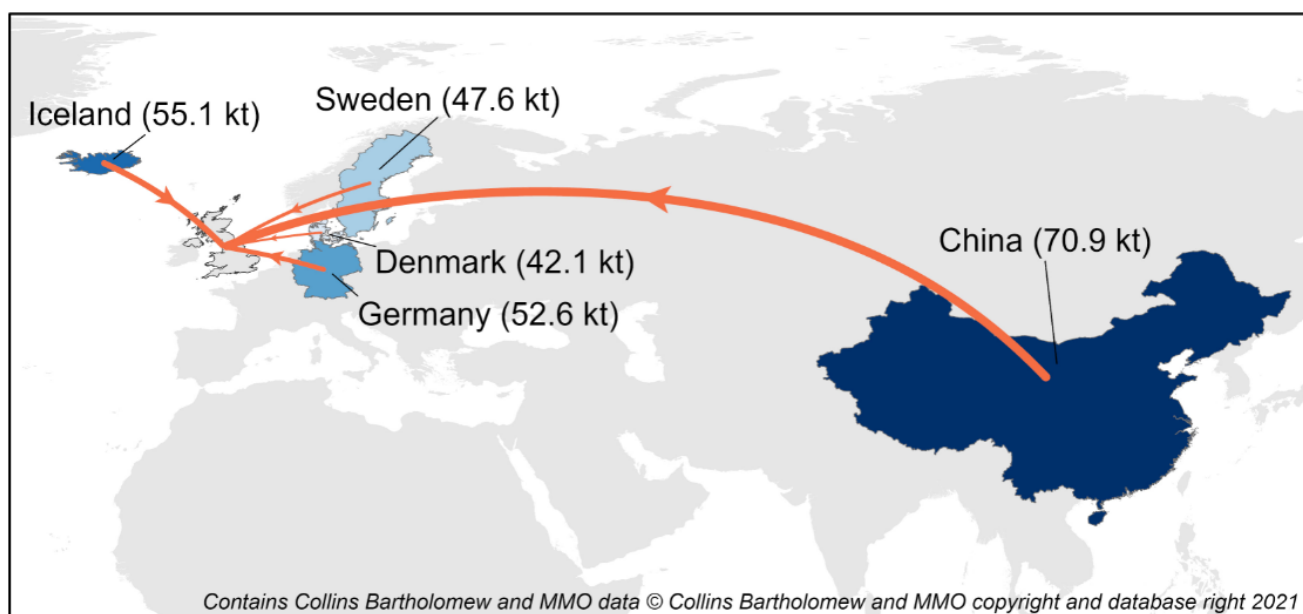 Sweden (47.6 kt)
Iceland (55.1 kt)
China (70.9 kt)
Denmark (42.1 kt)
Germany (52.6 kt)
Contains Collins Bartholomew and MMO data © Collins Bartholomew and MMO copyright and database right 2021